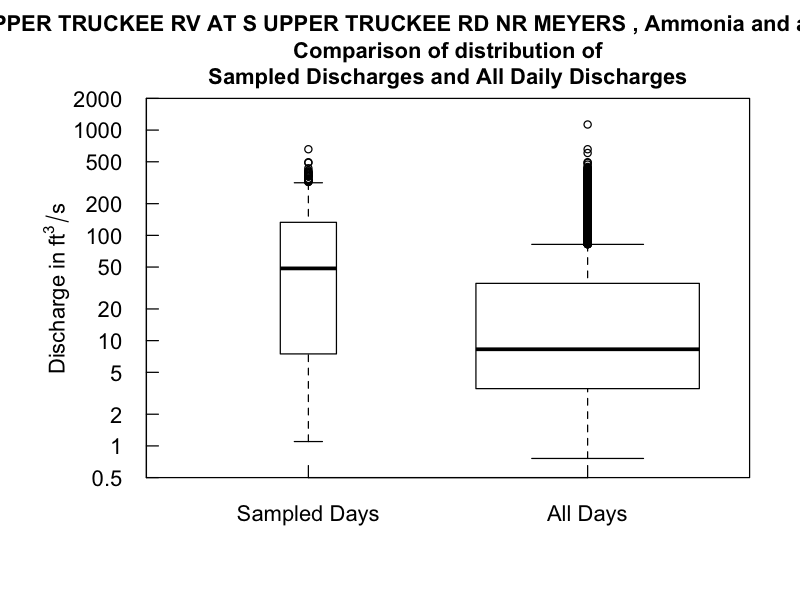 PPER TRUCKEE RV AT S UPPER TRUCKEE RD NR MEYERS , Ammonia and a
Comparison of distribution of
Sampled Discharges and All Daily Discharges
2000
1000
500
200
100
50
20
10
5
2
1
0.5
Discharge in ft³/s
Sampled Days
All Days